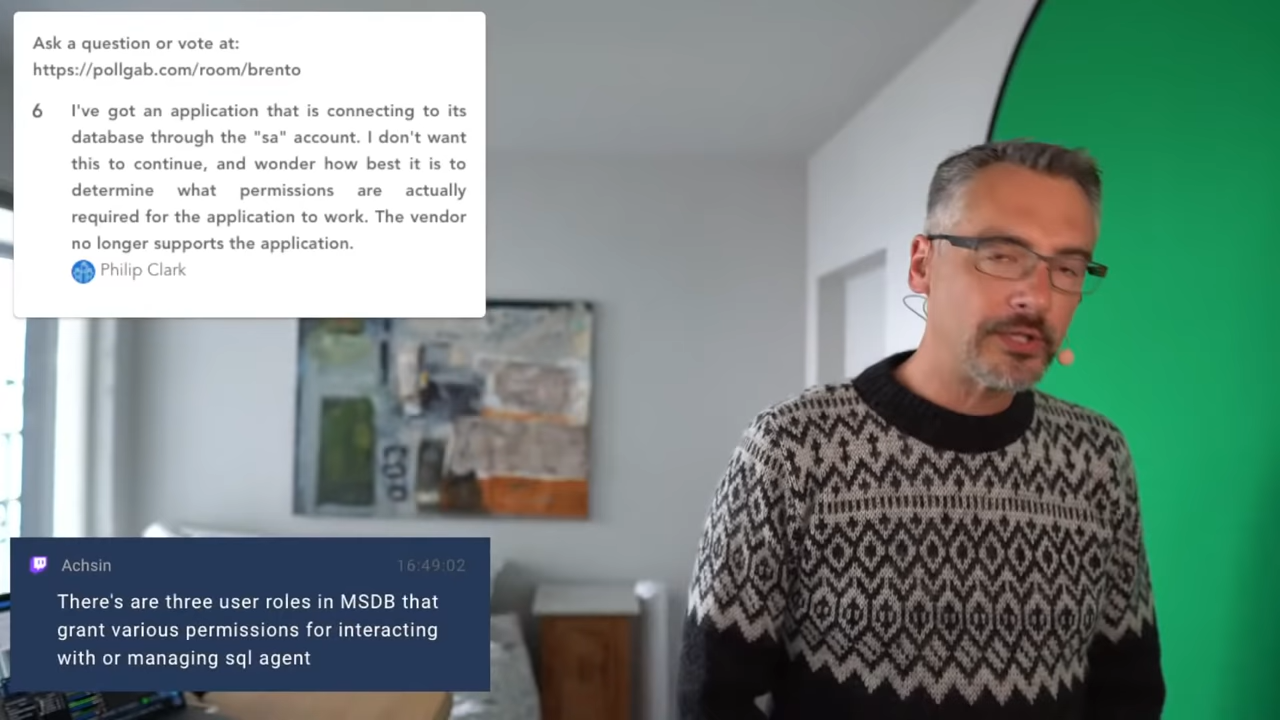 Ask a question or vote at:
https://pollgab.com/room/brento
6 I've got an application that is connecting to its
database through the "sa" account. I don't want
this to continue, and wonder how best it is to
determine what permissions are actually
required for the application to work. The vendor
no longer supports the application.
Philip Clark
Achsin 16:49:02
There's are three user roles in MSDB that
grant various permissions for interacting
with or managing sql agent